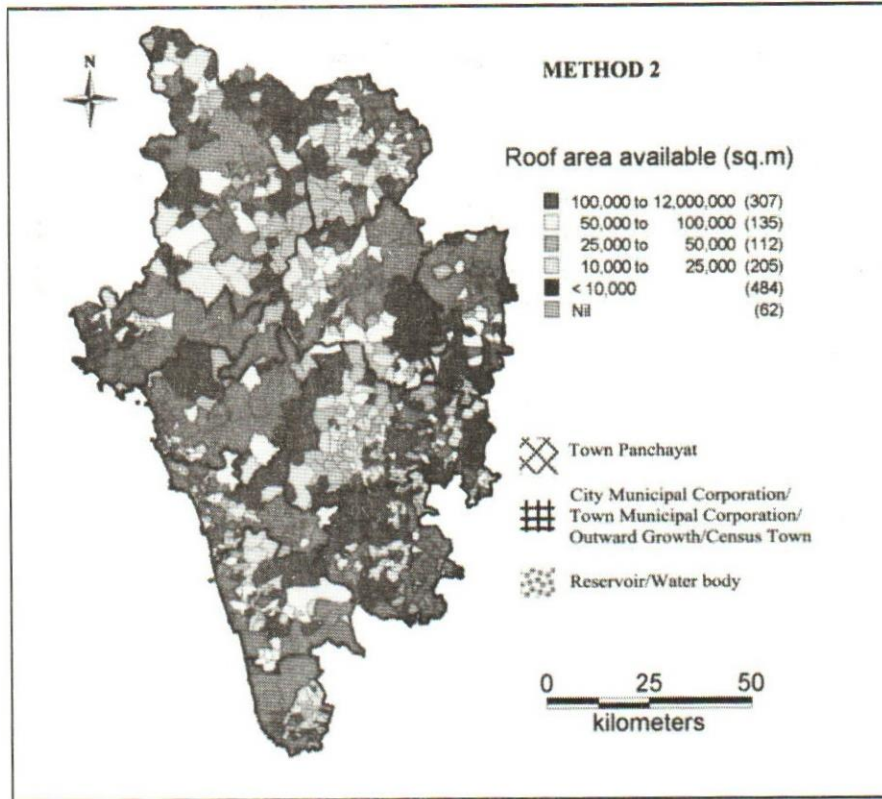 N
METHOD 2
Roof area available (sq.m)
100,000 to 12,000,000 (307)
50,000 to 100,000 (135)
25,000 to 50,000 (112)
10,000 to 25,000 (205)
< 10,000 (484)
Nil (62)
Town Panchayat
City Municipal Corporation/
Town Municipal Corporation/
Outward Growth/Census Town
Reservoir/Water body
0 25 50
kilometers